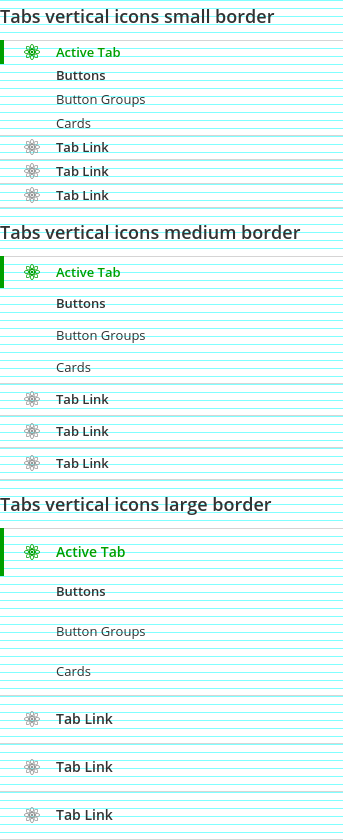 Tabs vertical icons small border
Active Tab
Buttons
Button Groups
Cards
Tab Link
Tab Link
Tab Link
Tabs vertical icons medium border
Active Tab
Buttons
Button Groups
Cards
Tab Link
Tab Link
Tab Link
Tabs vertical icons large border
Active Tab
Buttons
Button Groups
Cards
Tab Link
Tab Link
Tab Link